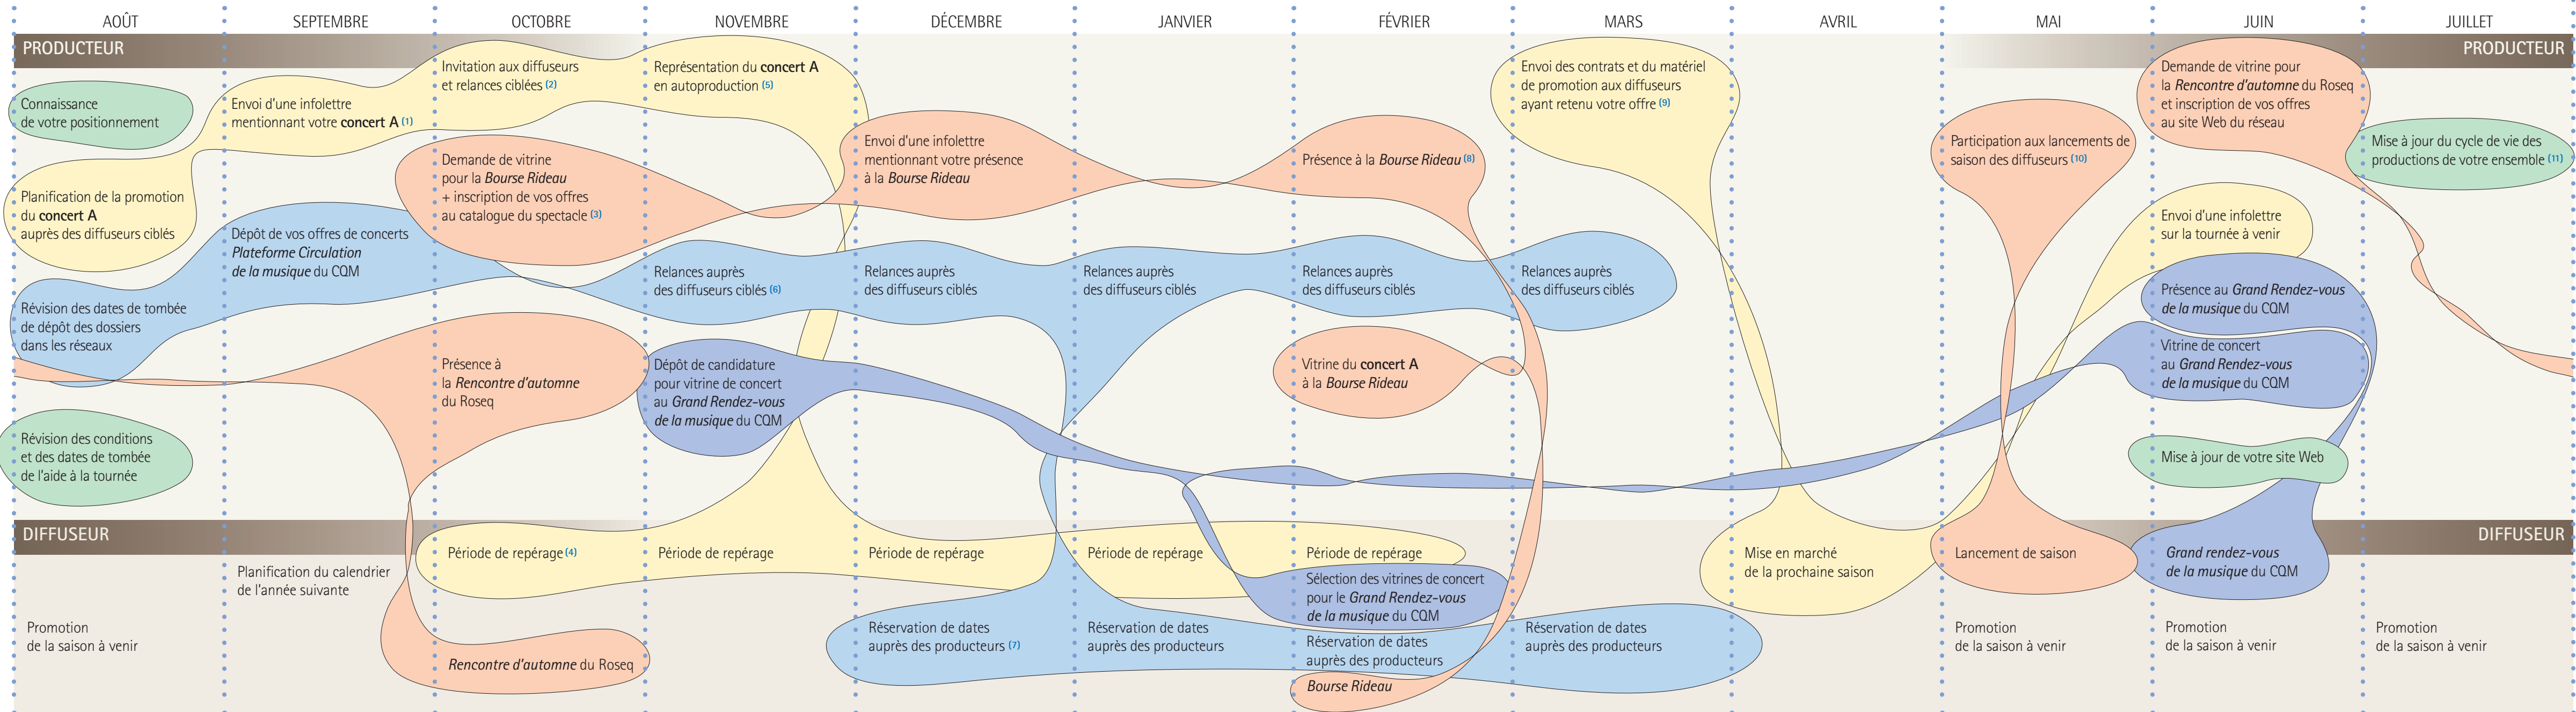 AOÛT
SEPTEMBRE
OCTOBRE
NOVEMBRE
DÉCEMBRE
JANVIER
FÉVRIER
MARS
AVRIL
MAI
JUIN
JUILLET
PRODUCTEUR
PRODUCTEUR
Connaissance
de votre positionnement
Planification de la promotion
du concert A
auprès des diffuseurs ciblés
Révision des dates de tombée
de dépôt des dossiers
dans les réseaux
Révision des conditions
et des dates de tombée
de l'aide à la tournée
Envoi d'une infolettre
mentionnant votre concert A (1)
Dépôt de vos offres de concerts
Plateforme Circulation
de la musique du CQM
Invitation aux diffuseurs
et relances ciblées (2)
Demande de vitrine
pour la Bourse Rideau
+ inscription de vos offres
au catalogue du spectacle (3)
Présence à
la Rencontre d'automne
du Roseq
Représentation du concert A
en autoproduction (5)
Relances auprès
des diffuseurs ciblés (6)
Dépôt de candidature
pour vitrine de concert
au Grand Rendez-vous
de la musique du CQM
Envoi d'une infolettre
mentionnant votre présence
à la Bourse Rideau
Relances auprès
des diffuseurs ciblés
Relances auprès
des diffuseurs ciblés
Présence à la Bourse Rideau (8)
Relances auprès
des diffuseurs ciblés
Vitrine du concert A
à la Bourse Rideau
Envoi des contrats et du matériel
de promotion aux diffuseurs
ayant retenu votre offre (9)
Relances auprès
des diffuseurs ciblés
Participation aux lancements de
saison des diffuseurs (10)
Demande de vitrine pour
la Rencontre d'automne du Roseq
et inscription de vos offres
au site Web du réseau
Envoi d'une infolettre
sur la tournée à venir
Présence au Grand Rendez-vous
de la musique du CQM
Vitrine de concert
au Grand Rendez-vous
de la musique du CQM
Mise à jour de votre site Web
Mise à jour du cycle de vie des
productions de votre ensemble (11)
DIFFUSEUR
DIFFUSEUR
Promotion
de la saison à venir
Planification du calendrier
de l'année suivante
Période de repérage (4)
Rencontre d'automne du Roseq
Période de repérage
Période de repérage
Réservation de dates
auprès des producteurs (7)
Période de repérage
Réservation de dates
auprès des producteurs
Période de repérage
Sélection des vitrines de concert
pour le Grand Rendez-vous
de la musique du CQM
Réservation de dates
auprès des producteurs
Bourse Rideau
Réservation de dates
auprès des producteurs
Mise en marché
de la prochaine saison
Lancement de saison
Promotion
de la saison à venir
Grand rendez-vous
de la musique du CQM
Promotion
de la saison à venir
Promotion
de la saison à venir